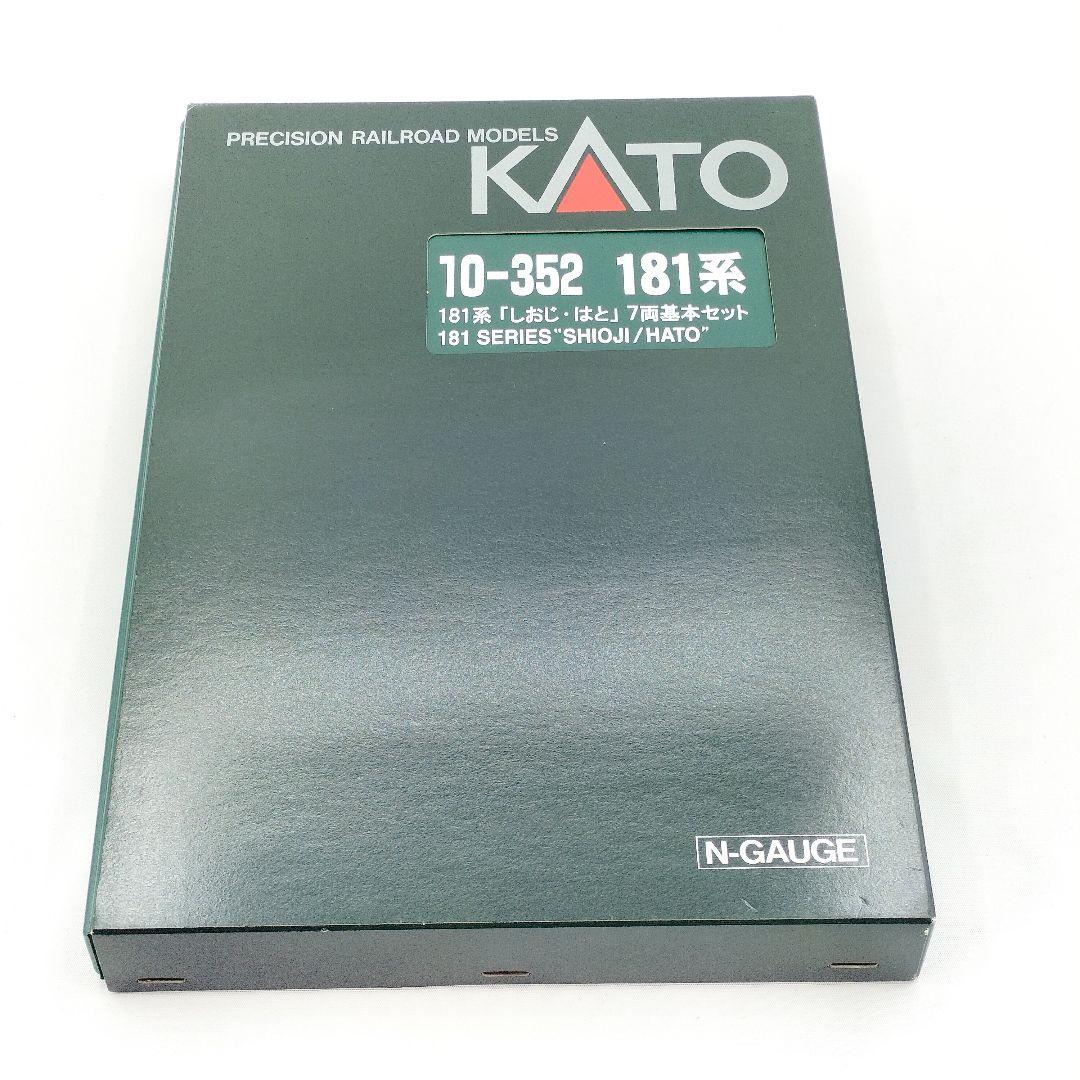 PRECISION RAILROAD MODELS
KATO
10-352 181系
181系「しおじ・はと」7両基本セット
181 SERIES "SHIOJI/HATO"
N-GAUGE